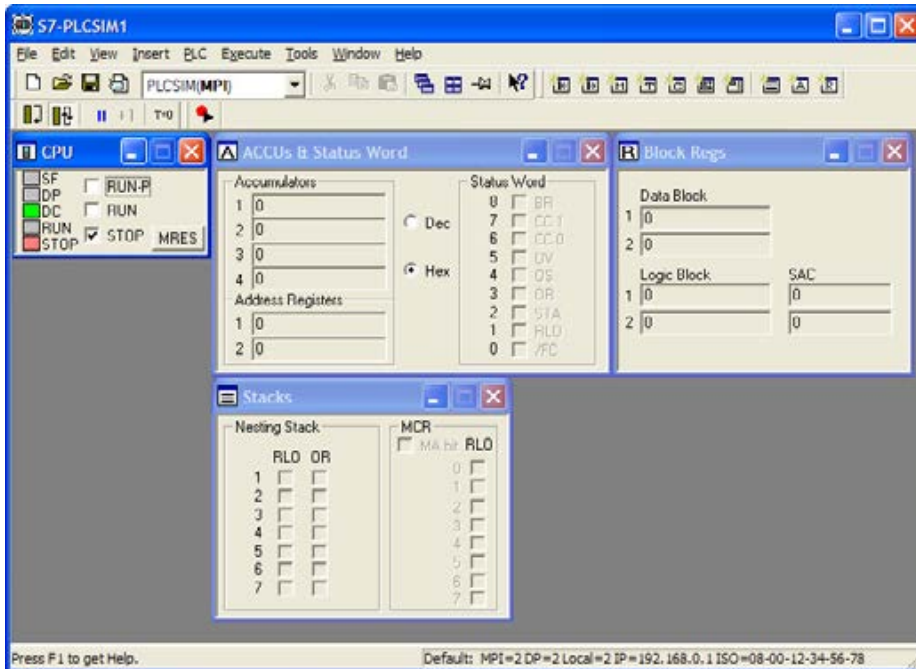 S7-PLCSIM1
File Edit View Insert PLC Execute Tools Window Help
PLCSIM(MPI)
T=0
CPU
SF
DP
DC
RUN
STOP
RUN-P
RUN
STOP
MRES
ACCUs & Status Word
Accumulators
1 0
2 0
3 0
4 0
Address Registers
1 0
2 0
Dec
Hex
Status Word
8 BR
7 CC 1
6 CC 0
5 OV
4 OS
3 OR
2 STA
1 RLO
0 /FC
Block Regs
Data Block
1 0
2 0
Logic Block SAC
1 0 0
2 0 0
Stacks
Nesting Stack
RLO OR
1
2
3
4
5
6
7
MCR
MA bit RLO
0
1
2
3
4
5
6
7
Press F1 to get Help.
Default: MPI=2 DP=2 Local=2 IP=192.168.0.1 ISO=08-00-12-34-56-78